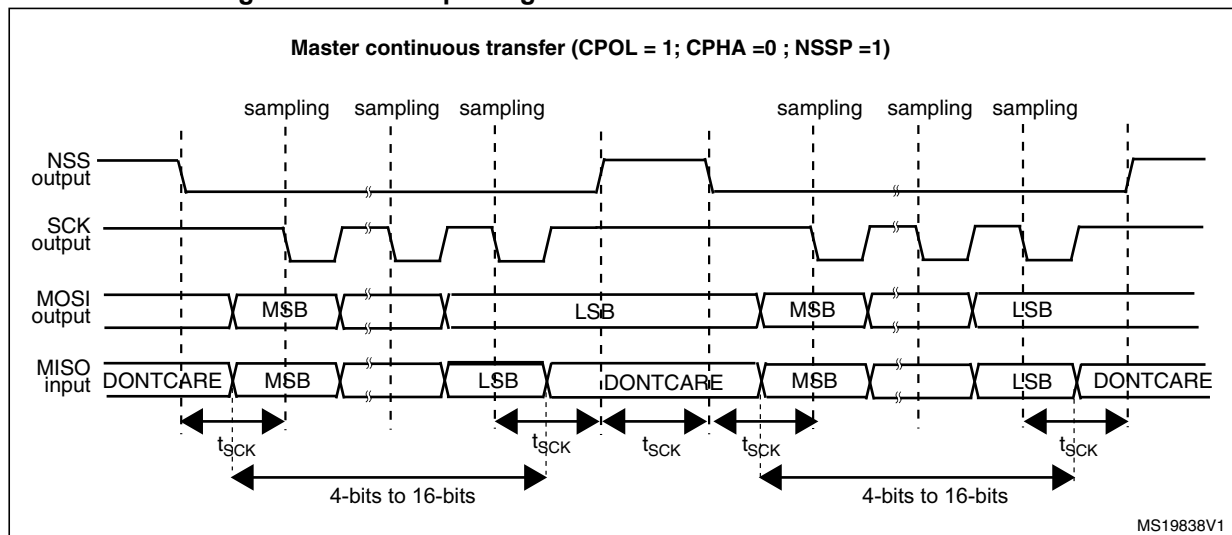 Master continuous transfer (CPOL = 1; CPHA =0 ; NSSP =1)
sampling sampling sampling sampling sampling sampling
NSS output
SCK output
MOSI output MSB LSB MSB LSB
MISO input DONTCARE MSB LSB DONTCARE MSB LSB DONTCARE
tSCK tSCK tSCK tSCK tSCK
4-bits to 16-bits 4-bits to 16-bits
MS19838V1